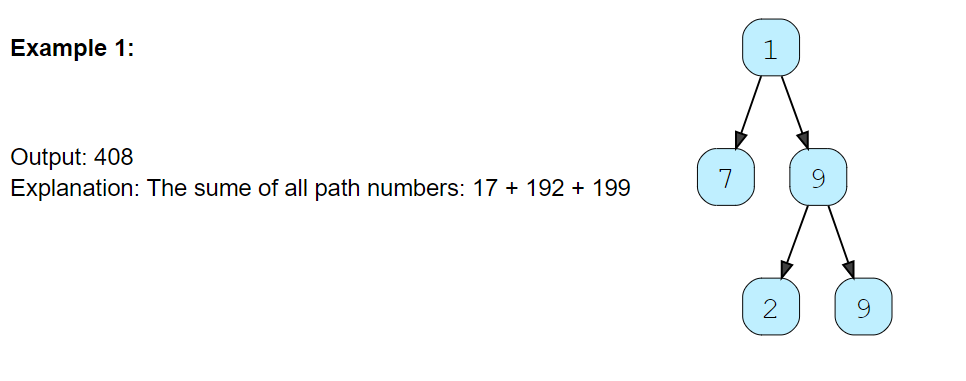 Example 1:
1
Output: 408
Explanation: The sume of all path numbers: 17 + 192 + 199
7 9
2 9